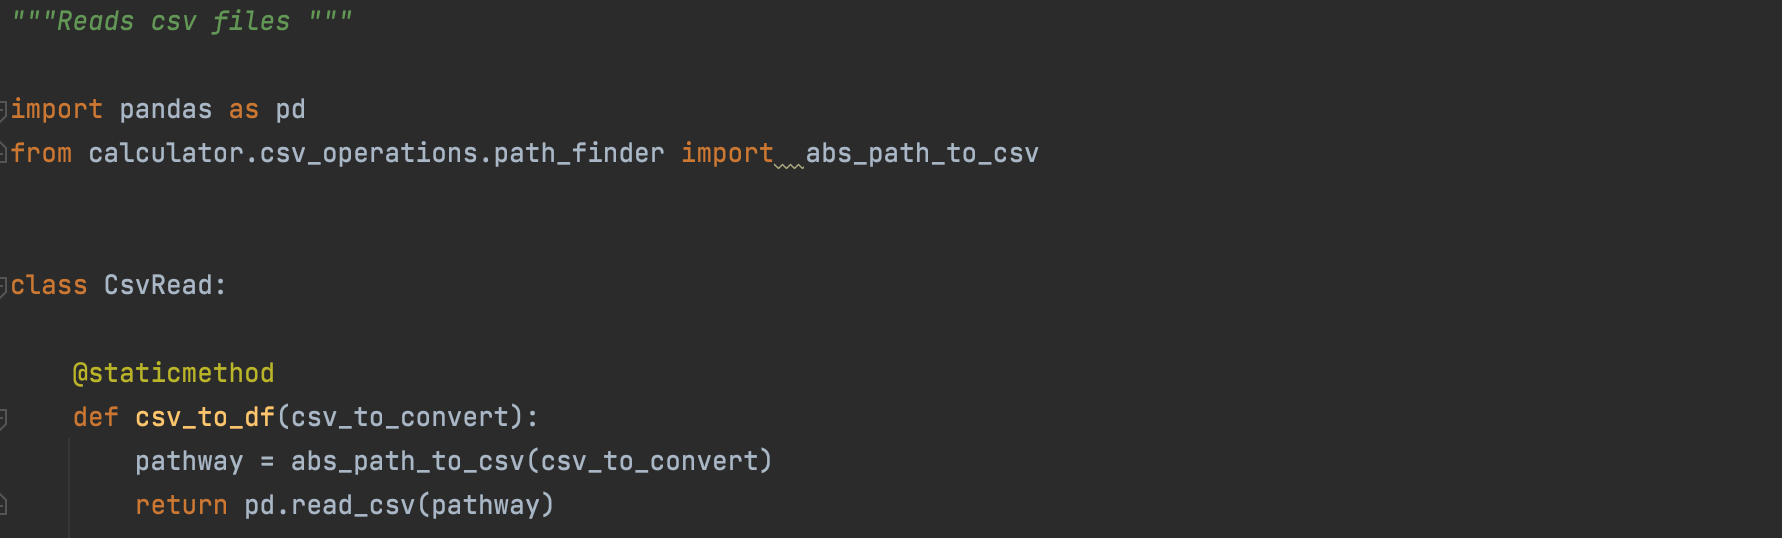 """Reads csv files """
import pandas as pd
from calculator.csv_operations.path_finder import  abs_path_to_csv
class CsvRead:
    @staticmethod
    def csv_to_df(csv_to_convert):
        pathway = abs_path_to_csv(csv_to_convert)
        return pd.read_csv(pathway)